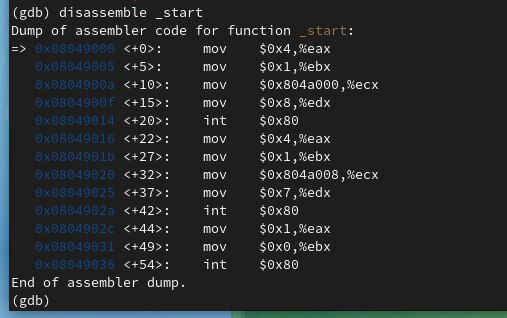 (gdb) disassemble _start
Dump of assembler code for function _start:
=> 0x08049000 <+0>:     mov    $0x4,%eax
   0x08049005 <+5>:     mov    $0x1,%ebx
   0x0804900a <+10>:    mov    $0x804a000,%ecx
   0x0804900f <+15>:    mov    $0x8,%edx
   0x08049014 <+20>:    int    $0x80
   0x08049016 <+22>:    mov    $0x4,%eax
   0x0804901b <+27>:    mov    $0x1,%ebx
   0x08049020 <+32>:    mov    $0x804a008,%ecx
   0x08049025 <+37>:    mov    $0x7,%edx
   0x0804902a <+42>:    int    $0x80
   0x0804902c <+44>:    mov    $0x1,%eax
   0x08049031 <+49>:    mov    $0x0,%ebx
   0x08049036 <+54>:    int    $0x80
End of assembler dump.
(gdb)